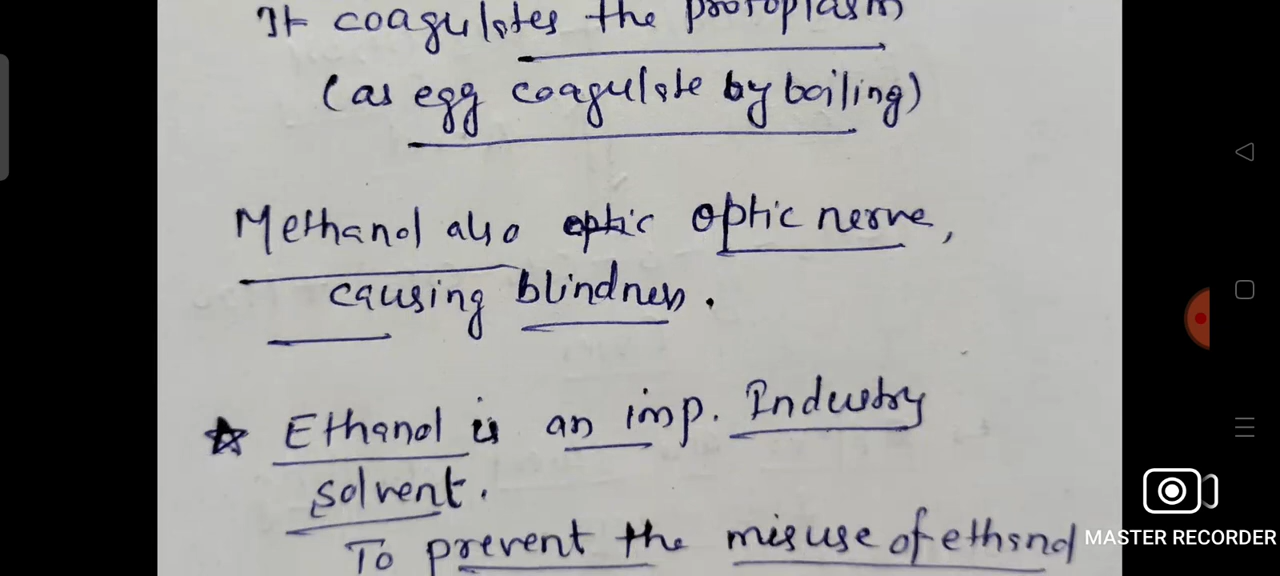 It coagulates the protoplasm
(as egg coagulate by boiling)
Methanol also optic optic nerve,
causing blindness.
Ethanol is an imp. Industry
solvent.
To prevent the misuse of ethanol
MASTER RECORDER